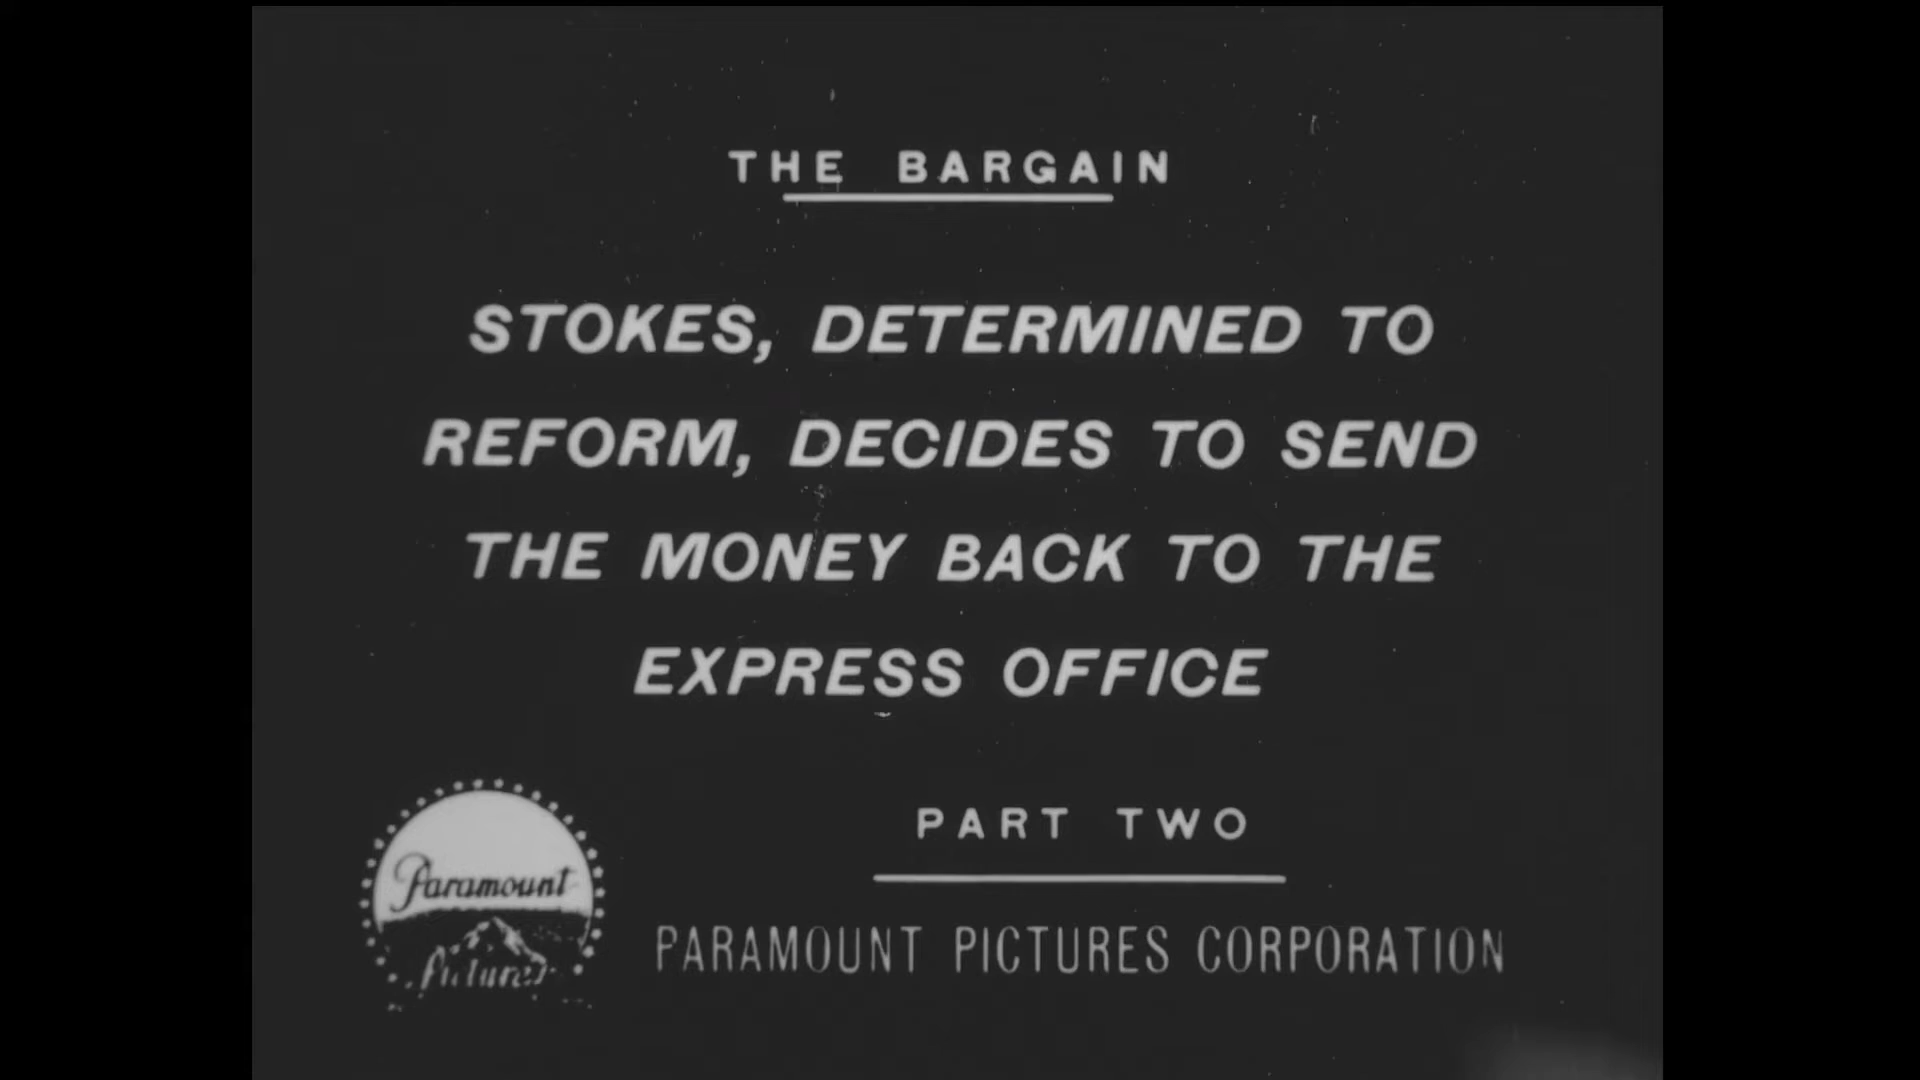 THE BARGAIN
STOKES, DETERMINED TO
REFORM, DECIDES TO SEND
THE MONEY BACK TO THE
EXPRESS OFFICE
PART TWO
Paramount
Pictures
PARAMOUNT PICTURES CORPORATION